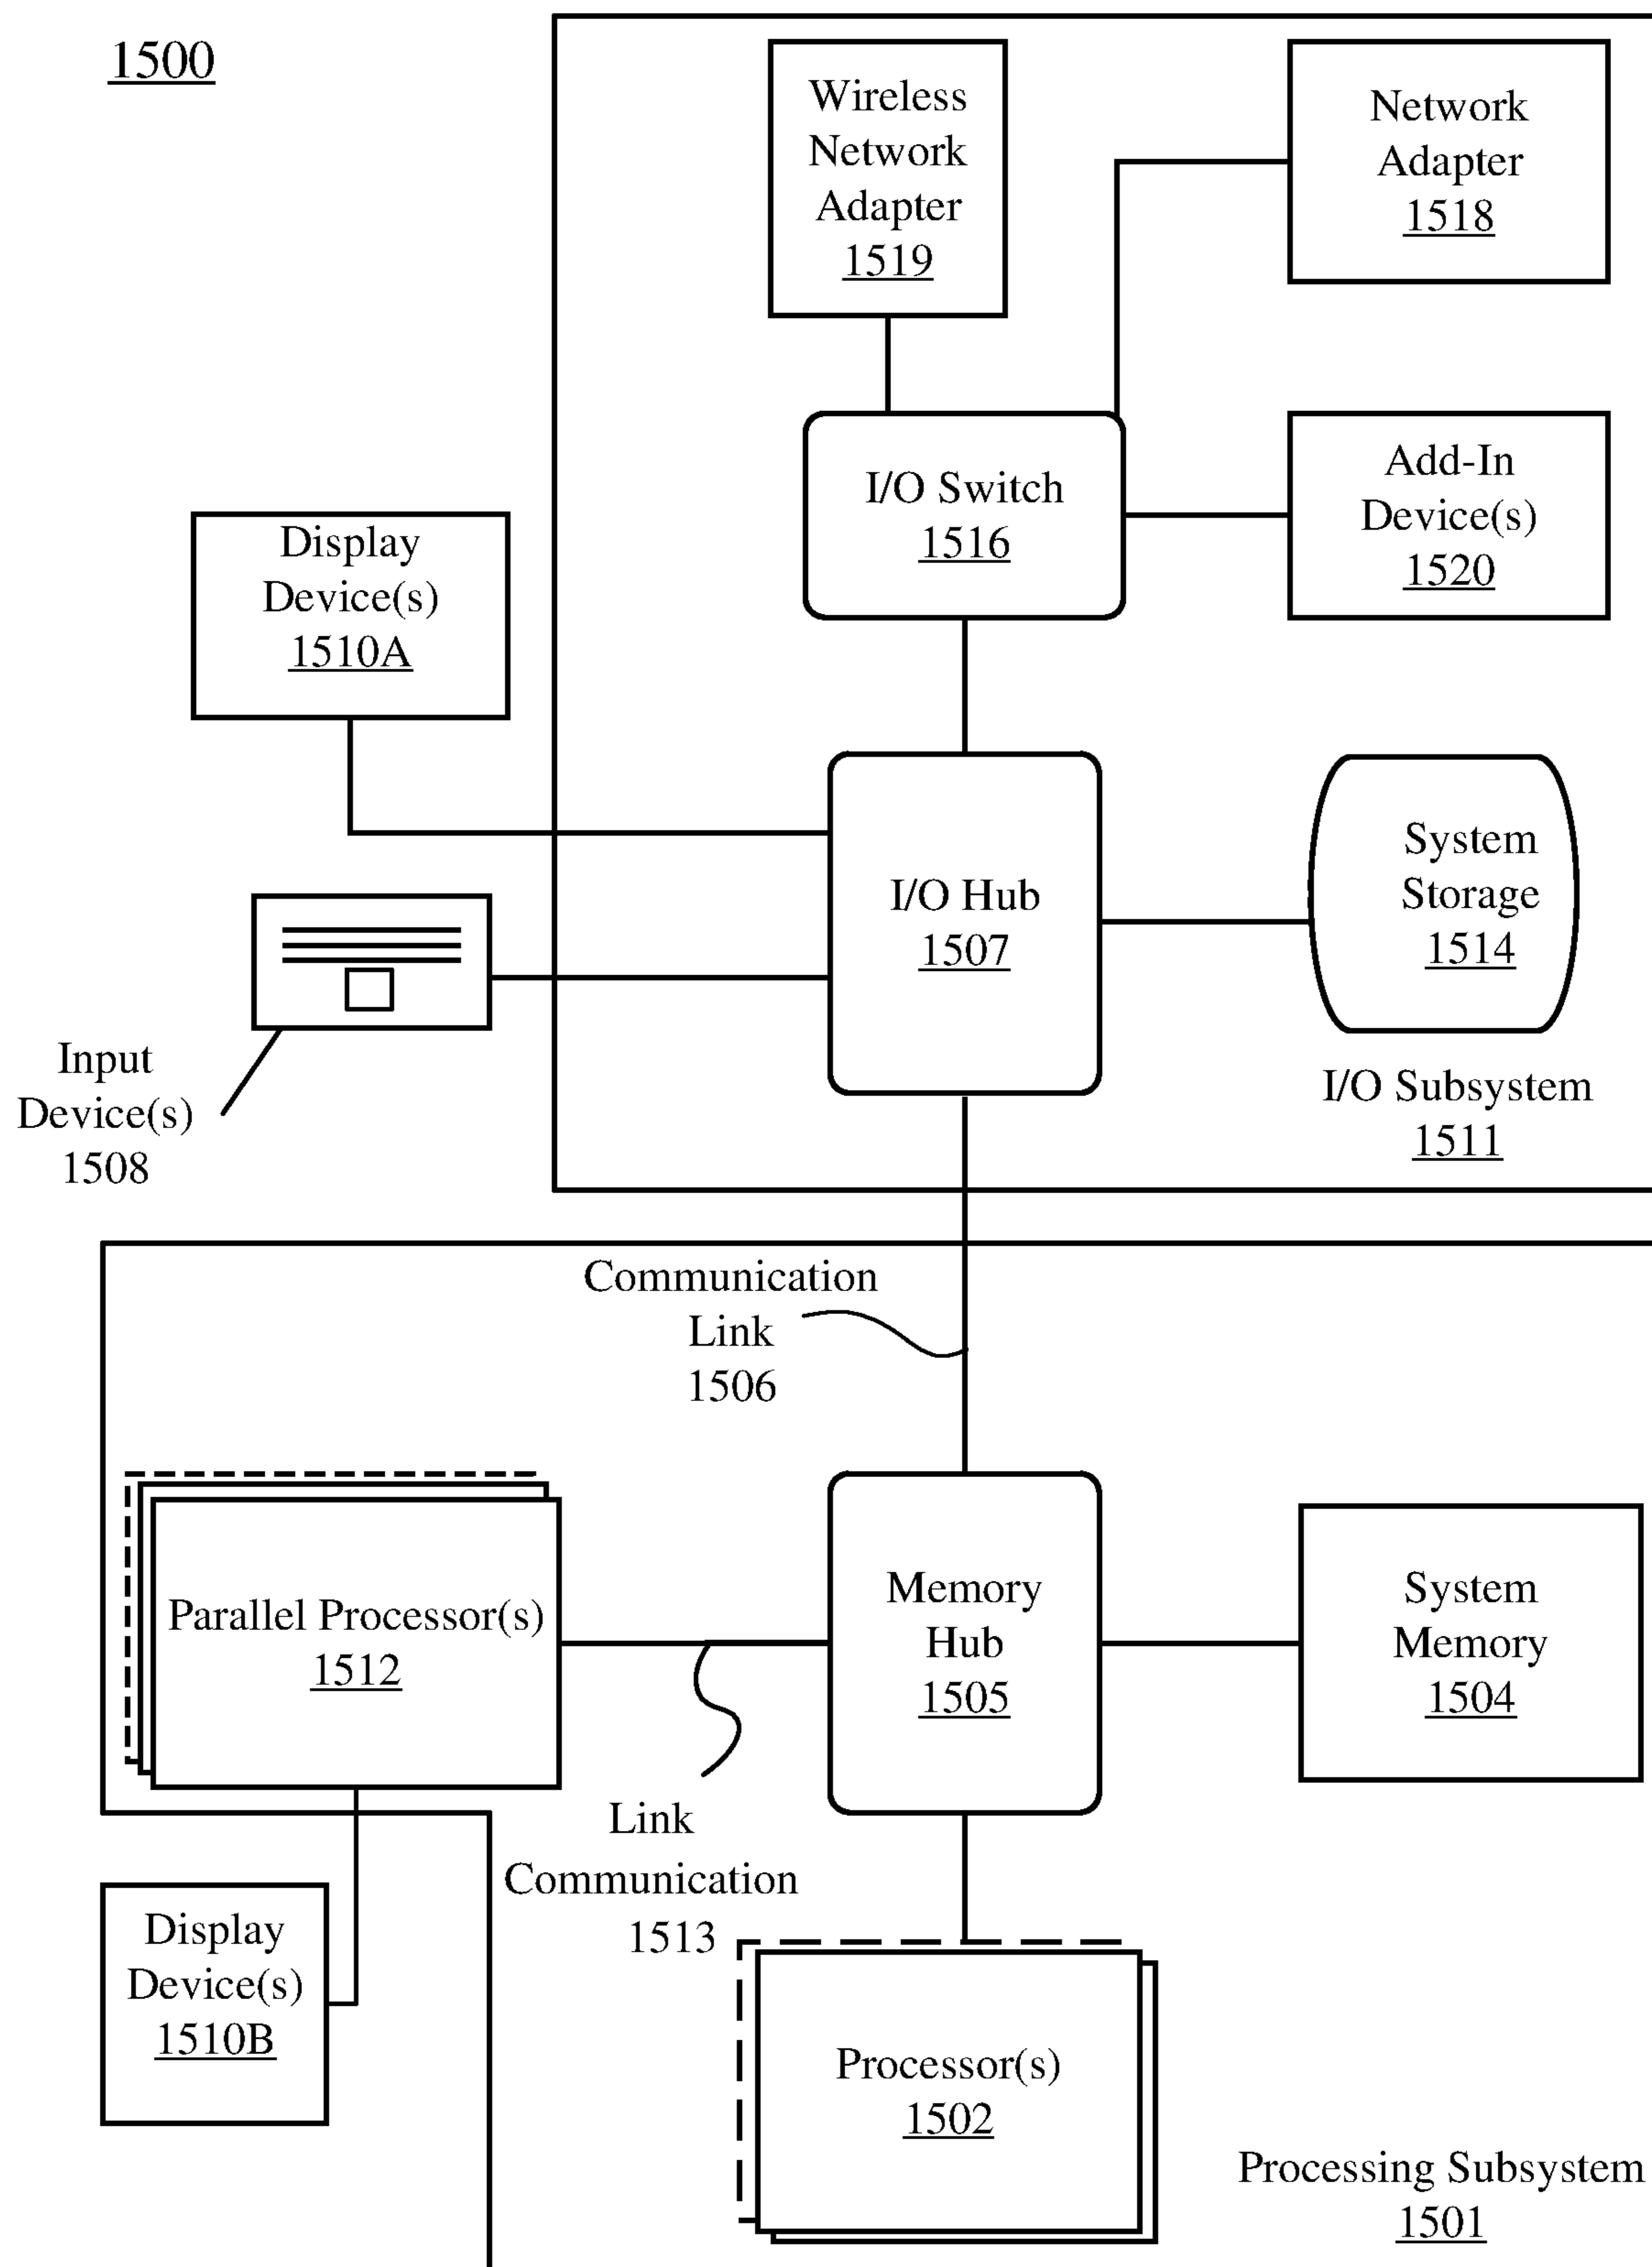 1500
Wireless
Network
Adapter
1519
Network
Adapter
1518
I/O Switch
1516
Add-In
Device(s)
1520
Display
Device(s)
1510A
I/O Hub
1507
System
Storage
1514
Input
Device(s)
1508
I/O Subsystem
1511
Communication
Link
1506
Parallel Processor(s)
1512
Memory
Hub
1505
System
Memory
1504
Link
Communication
1513
Display
Device(s)
1510B
Processor(s)
1502
Processing Subsystem
1501